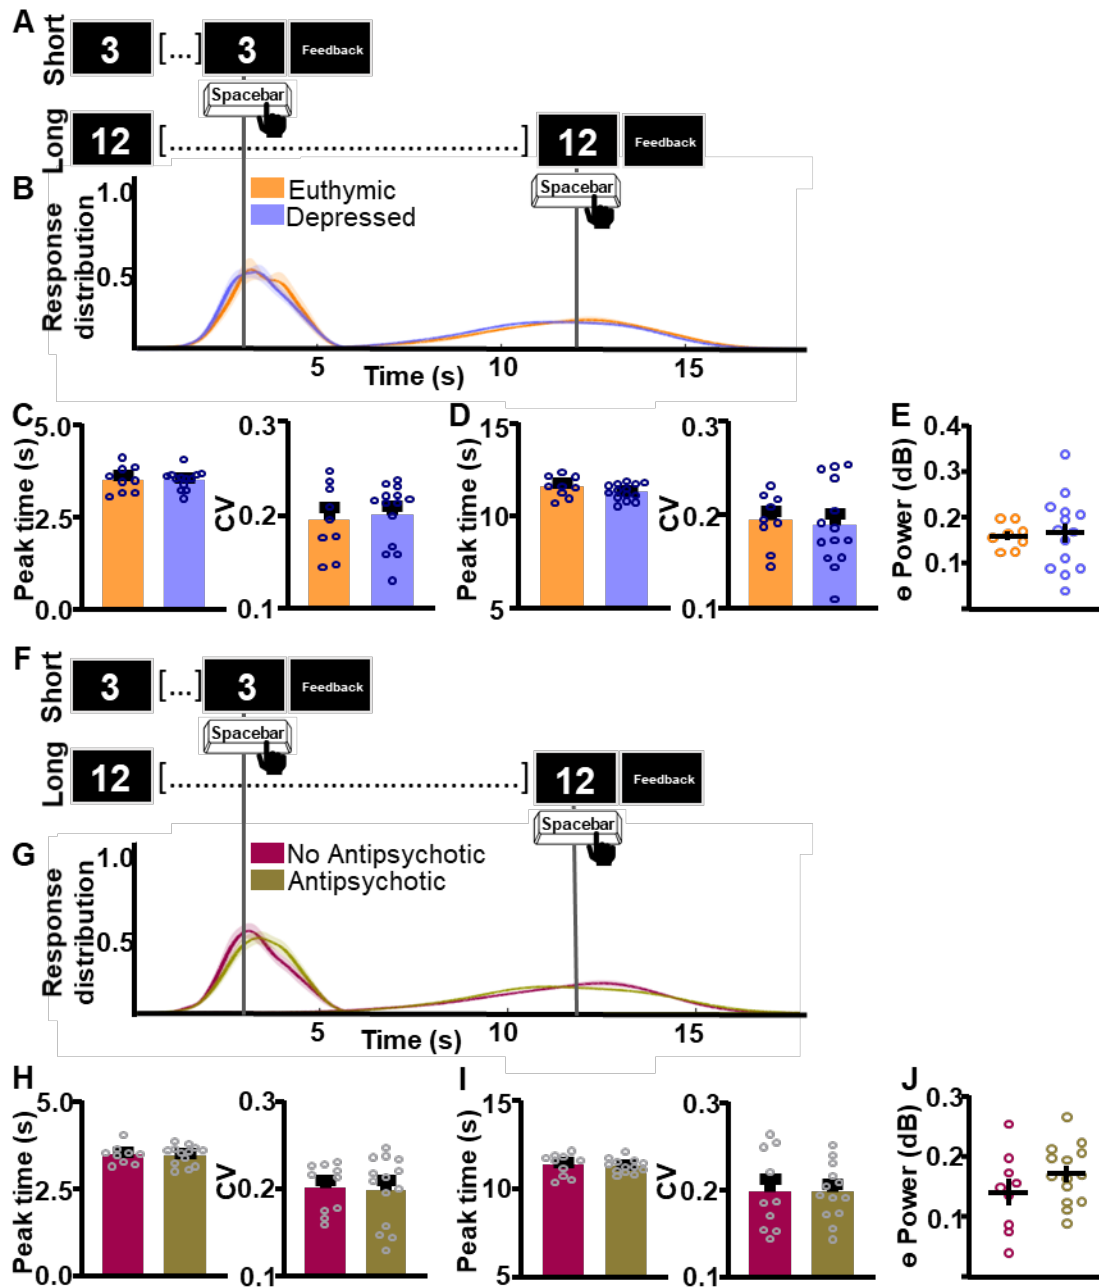 A
Short
3
[...]
3
Feedback
Spacebar
Long
12
[.......................................]
12
Feedback
Spacebar
B
Response
distribution
1.0
0.5
Euthymic
Depressed
5
10
15
Time (s)
C
Peak time (s)
5.0
2.5
0.0
CV
0.3
0.2
0.1
D
Peak time (s)
15
10
5
CV
0.3
0.2
0.1
E
ө Power (dB)
0.4
0.3
0.2
0.1
F
Short
3
[...]
3
Feedback
Spacebar
Long
12
[.......................................]
12
Feedback
Spacebar
G
Response
distribution
1.0
0.5
No Antipsychotic
Antipsychotic
5
10
15
Time (s)
H
Peak time (s)
5.0
2.5
0.0
CV
0.3
0.2
0.1
I
Peak time (s)
15
10
5
CV
0.3
0.2
0.1
J
ө Power (dB)
0.3
0.2
0.1